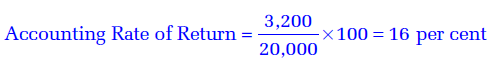 Accounting Rate of Return = 3,200/20,000 × 100 = 16 per cent